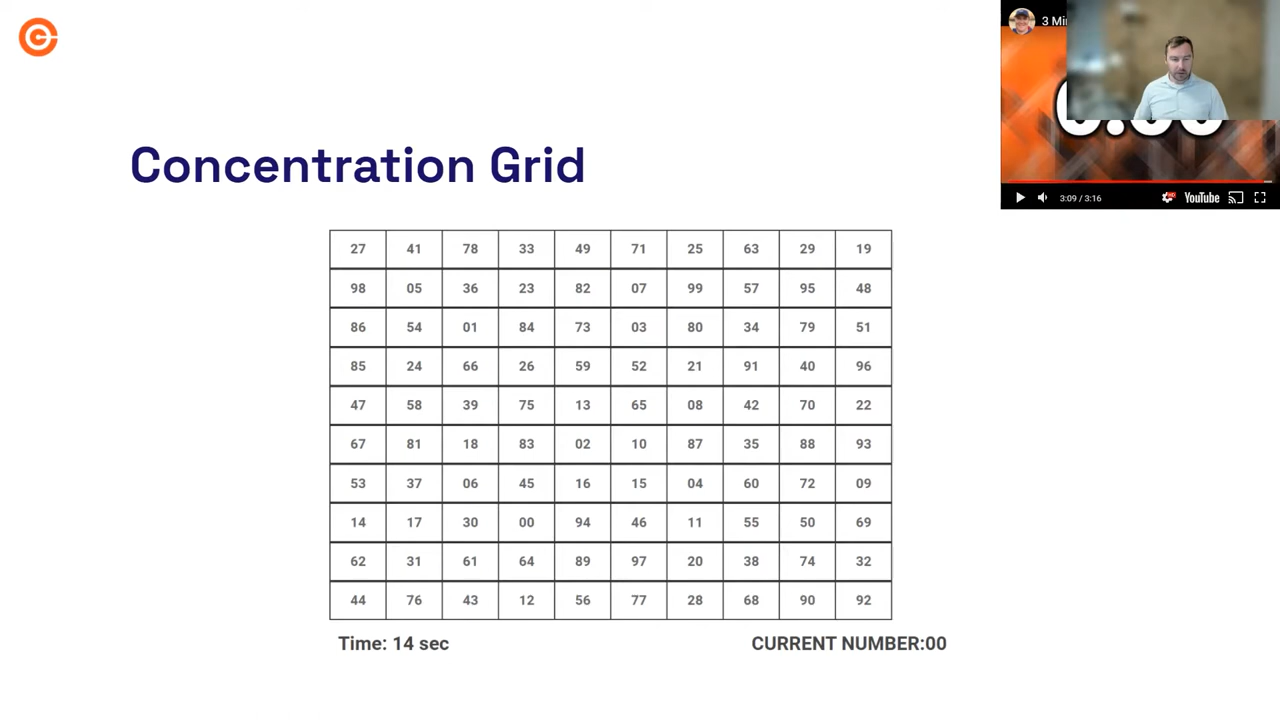 3 Mi
Concentration Grid
27 41 78 33 49 71 25 63 29 19
98 05 36 23 82 07 99 57 95 48
86 54 01 84 73 03 80 34 79 51
85 24 66 26 59 52 21 91 40 96
47 58 39 75 13 65 08 42 70 22
67 81 18 83 02 10 87 35 88 93
53 37 06 45 16 15 04 60 72 09
14 17 30 00 94 46 11 55 50 69
62 31 61 64 89 97 20 38 74 32
44 76 43 12 56 77 28 68 90 92
Time: 14 sec CURRENT NUMBER:00
3:09 / 3:16 HD YouTube